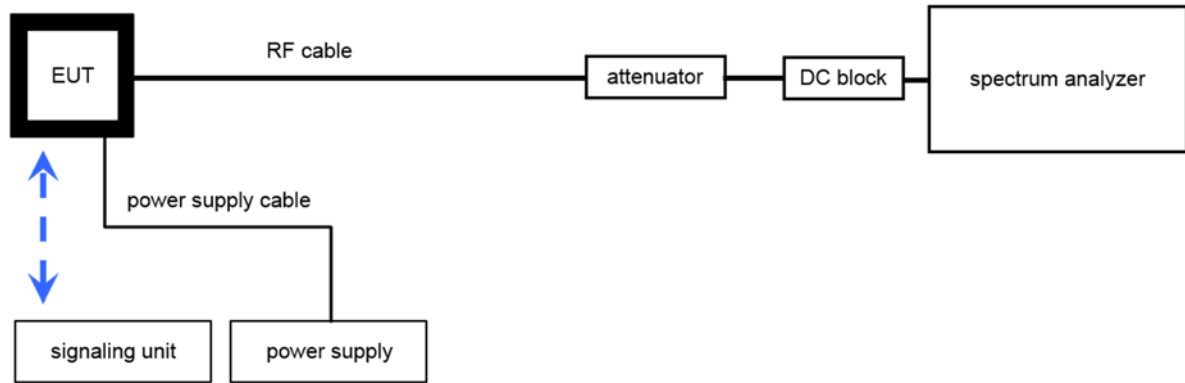 EUT
RF cable
attenuator
DC block
spectrum analyzer
power supply cable
signaling unit
power supply